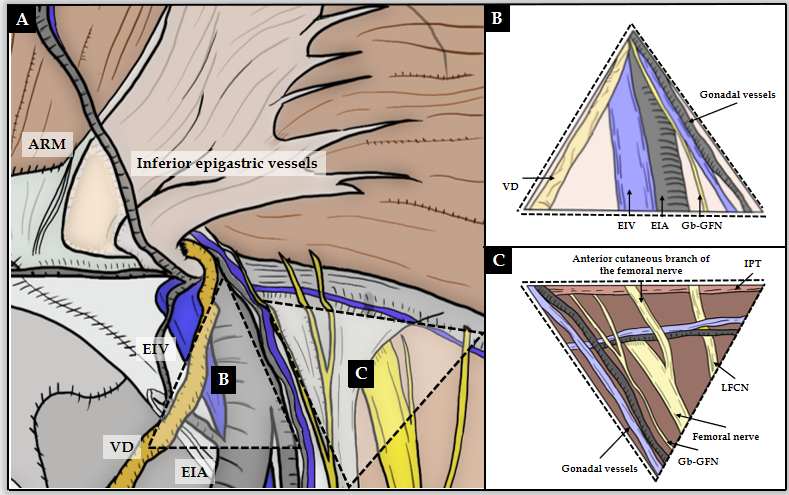 A
ARM
Inferior epigastric vessels
EIV
B
C
VD
EIA
B
Gonadal vessels
VD
EIV EIA Gb-GFN
C
Anterior cutaneous branch of
the femoral nerve
IPT
LFCN
Femoral nerve
Gb-GFN
Gonadal vessels